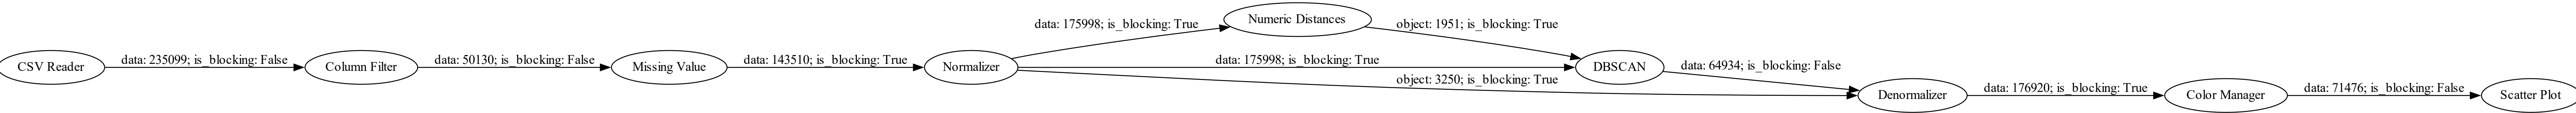 CSV Reader
data: 235099; is_blocking: False
Column Filter
data: 50130; is_blocking: False
Missing Value
data: 143510; is_blocking: True
Normalizer
data: 175998; is_blocking: True
Numeric Distances
object: 1951; is_blocking: True
data: 175998; is_blocking: True
object: 3250; is_blocking: True
DBSCAN
data: 64934; is_blocking: False
Denormalizer
data: 176920; is_blocking: True
Color Manager
data: 71476; is_blocking: False
Scatter Plot